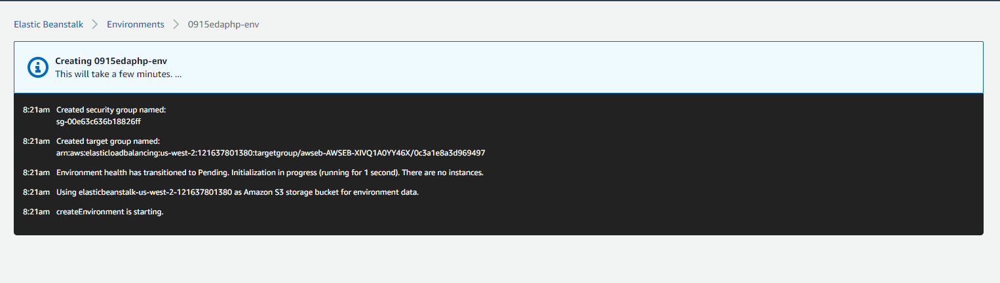 Elastic Beanstalk > Environments > 0915edaphp-env
Creating 0915edaphp-env
This will take a few minutes. ...
8:21am Created security group named:
sg-00e63c636b18826ff
8:21am Created target group named:
arn:aws:elasticloadbalancing:us-west-2:121637801380:targetgroup/awseb-AWSEB-XIVQ1A0YY46X/0c3a1e8a3d969497
8:21am Environment health has transitioned to Pending. Initialization in progress (running for 1 second). There are no instances.
8:21am Using elasticbeanstalk-us-west-2-121637801380 as Amazon S3 storage bucket for environment data.
8:21am createEnvironment is starting.